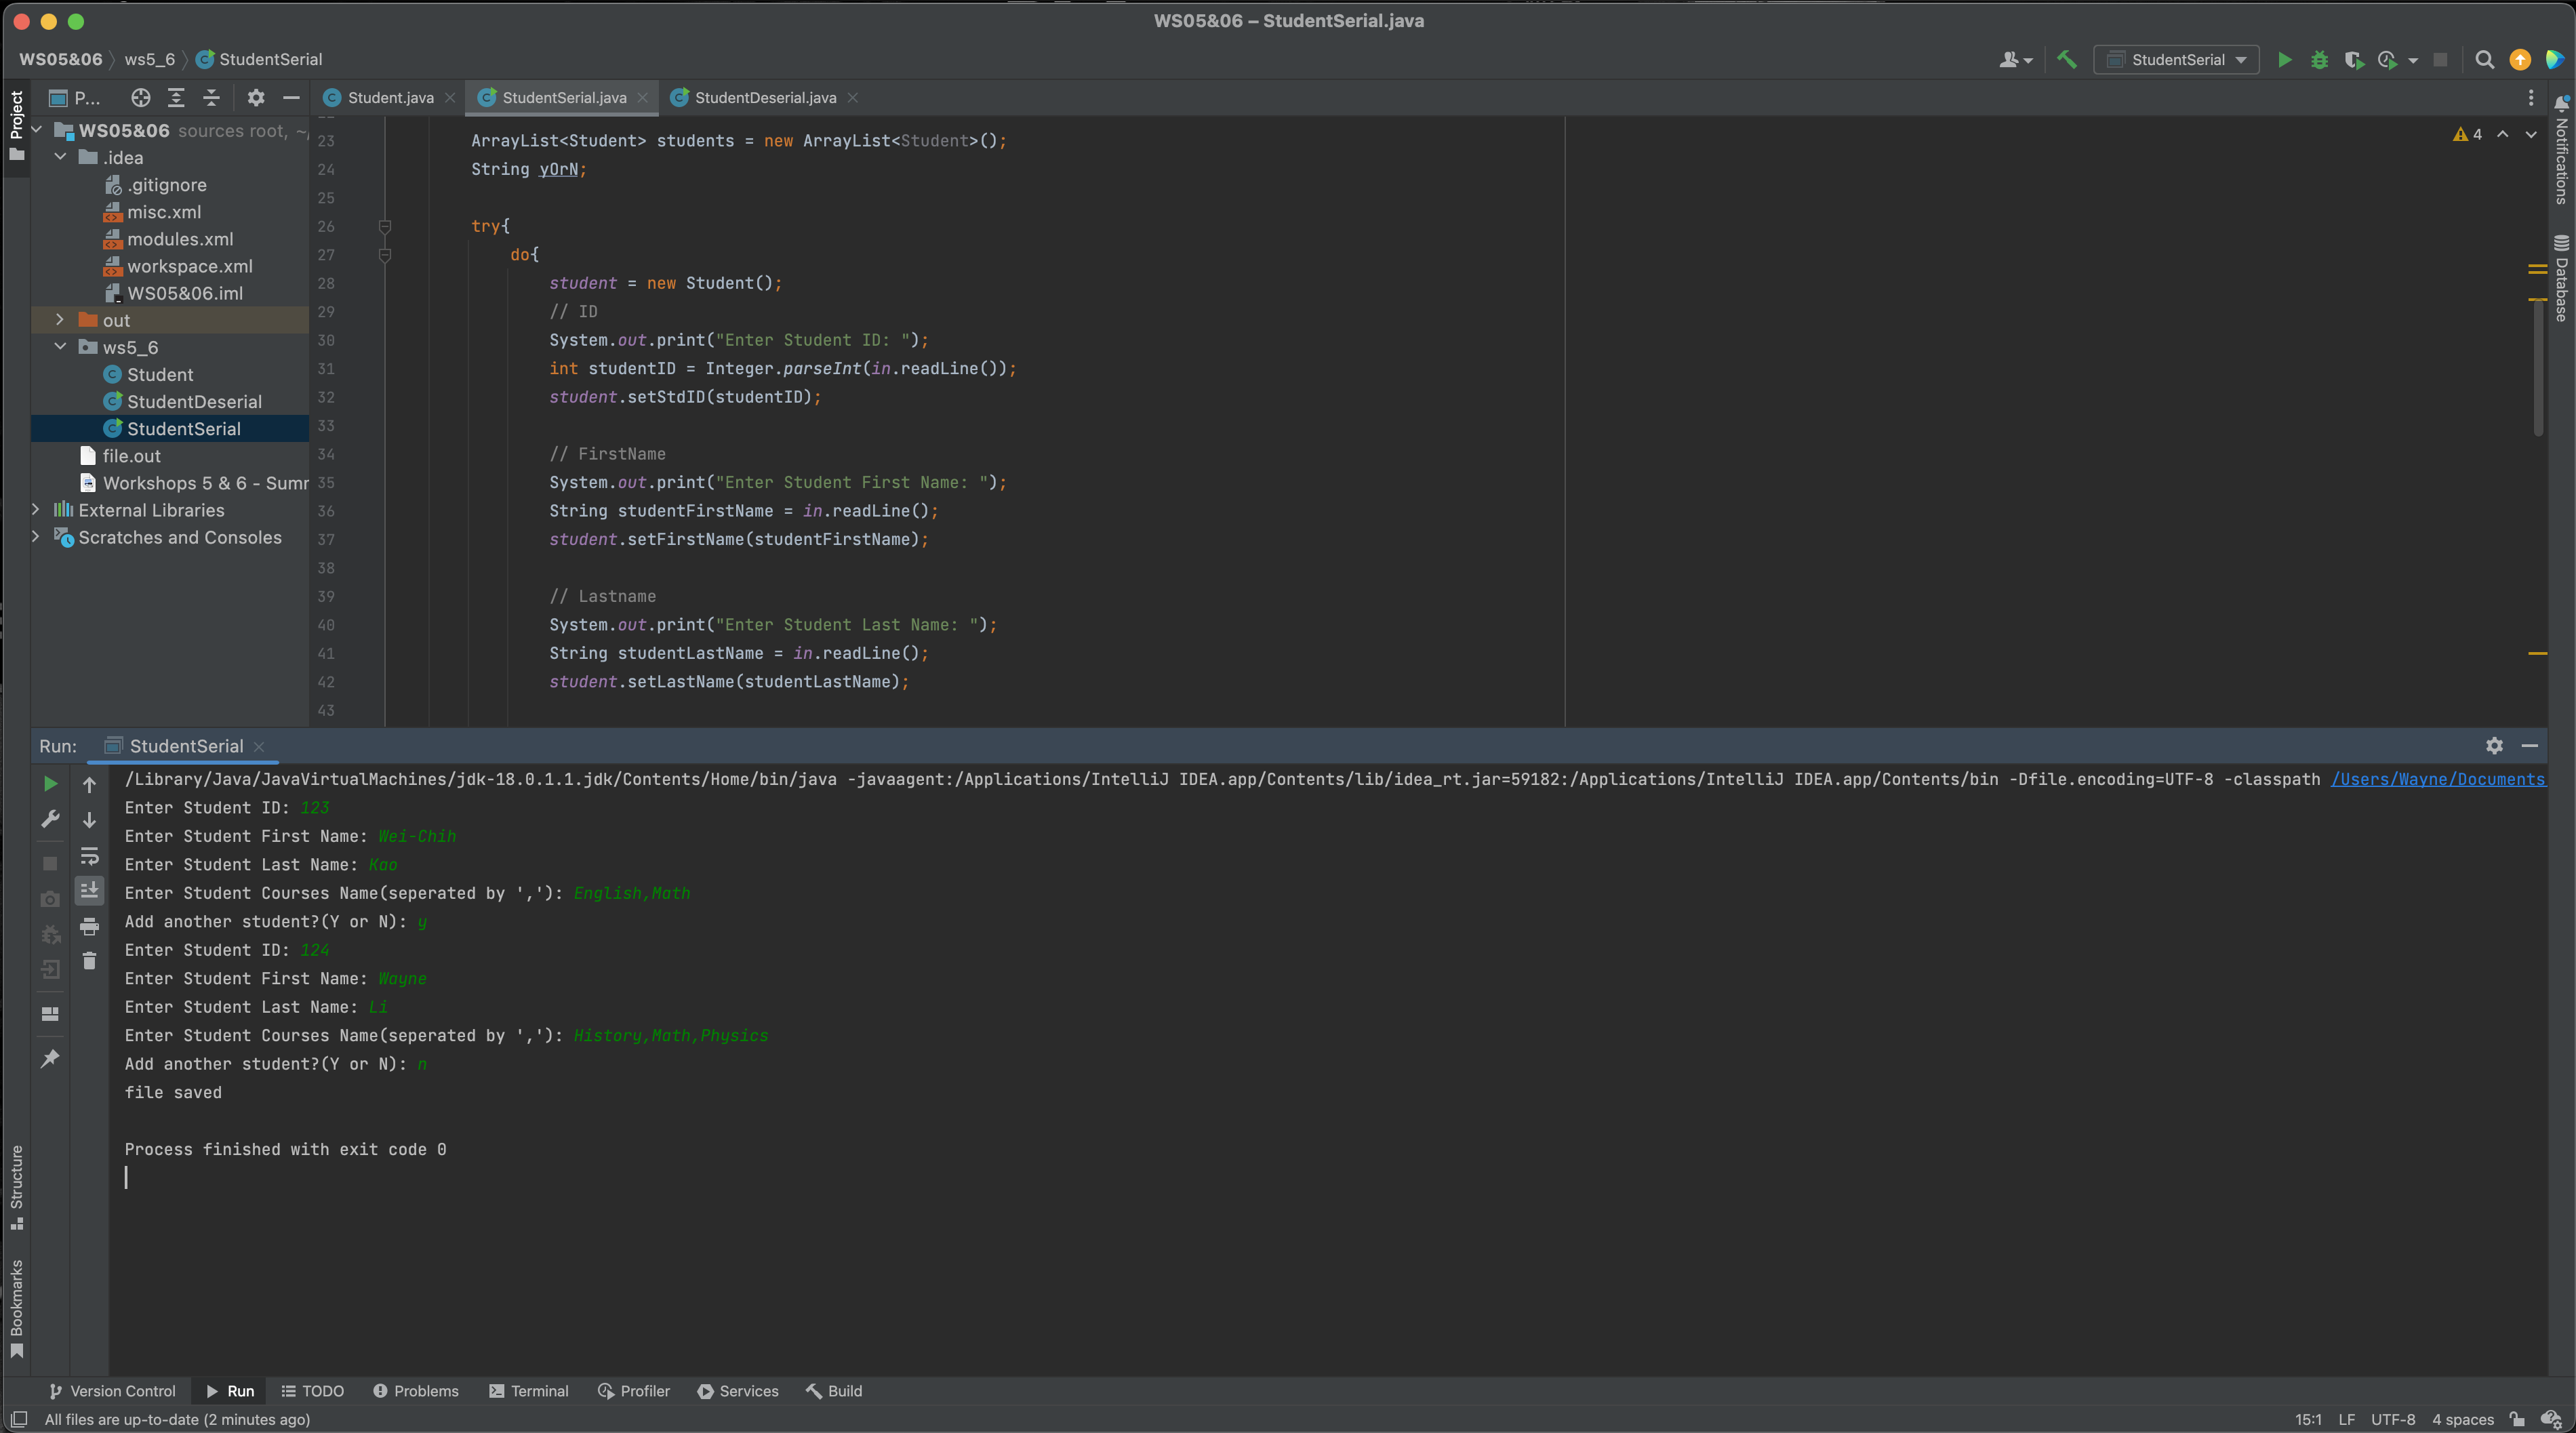 WS05&06 – StudentSerial.java
WS05&06 ws5_6 StudentSerial
StudentSerial
Project
P...
Student.java
StudentSerial.java
StudentDeserial.java
WS05&06 sources root, ~/
.idea
.gitignore
misc.xml
modules.xml
workspace.xml
WS05&06.iml
out
ws5_6
Student
StudentDeserial
StudentSerial
file.out
Workshops 5 & 6 - Sumr
External Libraries
Scratches and Consoles
23 ArrayList<Student> students = new ArrayList<Student>();
24 String yOrN;
25
26 try{
27 do{
28 student = new Student();
29 // ID
30 System.out.print("Enter Student ID: ");
31 int studentID = Integer.parseInt(in.readLine());
32 student.setStdID(studentID);
33
34 // FirstName
35 System.out.print("Enter Student First Name: ");
36 String studentFirstName = in.readLine();
37 student.setFirstName(studentFirstName);
38
39 // Lastname
40 System.out.print("Enter Student Last Name: ");
41 String studentLastName = in.readLine();
42 student.setLastName(studentLastName);
43
4
Notifications
Database
Run: StudentSerial
/Library/Java/JavaVirtualMachines/jdk-18.0.1.1.jdk/Contents/Home/bin/java -javaagent:/Applications/IntelliJ IDEA.app/Contents/lib/idea_rt.jar=59182:/Applications/IntelliJ IDEA.app/Contents/bin -Dfile.encoding=UTF-8 -classpath /Users/Wayne/Documents
Enter Student ID: 123
Enter Student First Name: Wei-Chih
Enter Student Last Name: Kao
Enter Student Courses Name(seperated by ','): English,Math
Add another student?(Y or N): y
Enter Student ID: 124
Enter Student First Name: Wayne
Enter Student Last Name: Li
Enter Student Courses Name(seperated by ','): History,Math,Physics
Add another student?(Y or N): n
file saved
Process finished with exit code 0
Structure
Bookmarks
Version Control Run TODO Problems Terminal Profiler Services Build
All files are up-to-date (2 minutes ago)
15:1 LF UTF-8 4 spaces